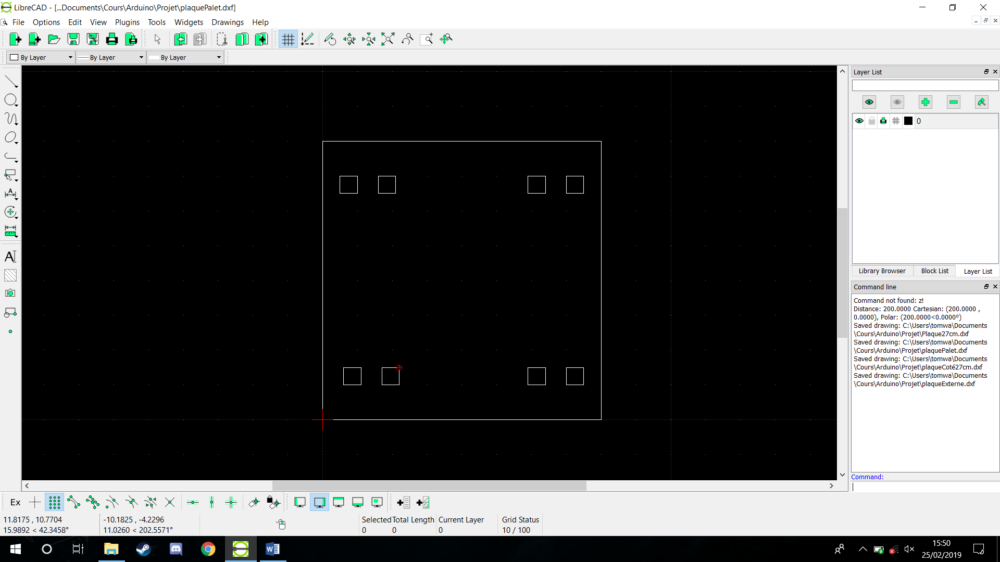 LibreCAD - [...Documents\Cours\Arduino\Projet\plaquePalet.dxf]
File Options Edit View Plugins Tools Widgets Drawings Help
By Layer By Layer By Layer
Layer List
0
Library Browser Block List Layer List
Command line
Command not found: z!
Distance: 200.0000 Cartesian: (200.0000 ,
0.0000), Polar: (200.0000<0.0000°)
Saved drawing: C:\Users\tomwa\Documents
\Cours\Arduino\Projet\Plaque27cm.dxf
Saved drawing: C:\Users\tomwa\Documents
\Cours\Arduino\Projet\plaquePalet.dxf
Saved drawing: C:\Users\tomwa\Documents
\Cours\Arduino\Projet\plaqueCoté27cm.dxf
Saved drawing: C:\Users\tomwa\Documents
\Cours\Arduino\Projet\plaqueExterne.dxf
Command:
Ex
11.8175 , 10.7704 -10.1825 , -4.2296 Selected Total Length Current Layer Grid Status
15.9892 < 42.3458° 11.0260 < 202.5571° 0 0 0 10 / 100
15:50
25/02/2019